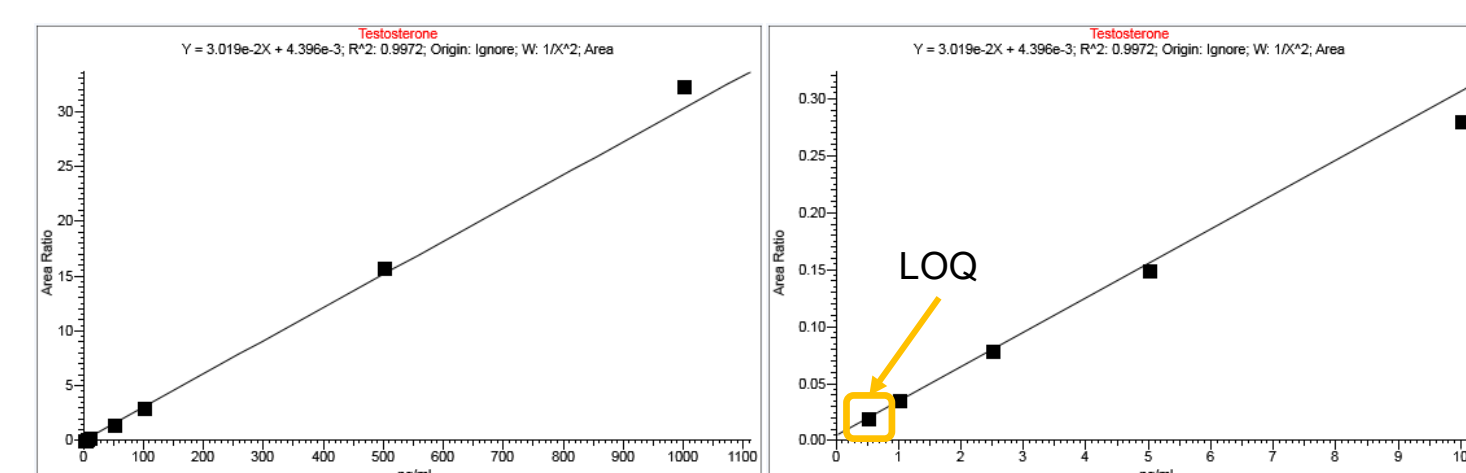 Testosterone
Y = 3.019e-2X + 4.396e-3; R^2: 0.9972; Origin: Ignore; W: 1/X^2; Area
30
25
20
15
10
5
0
Area Ratio
0 100 200 300 400 500 600 700 800 900 1000 1100
Testosterone
Y = 3.019e-2X + 4.396e-3; R^2: 0.9972; Origin: Ignore; W: 1/X^2; Area
0.30
0.25
0.20
0.15
0.10
0.05
0.00
Area Ratio
LOQ
0 1 2 3 4 5 6 7 8 9 10